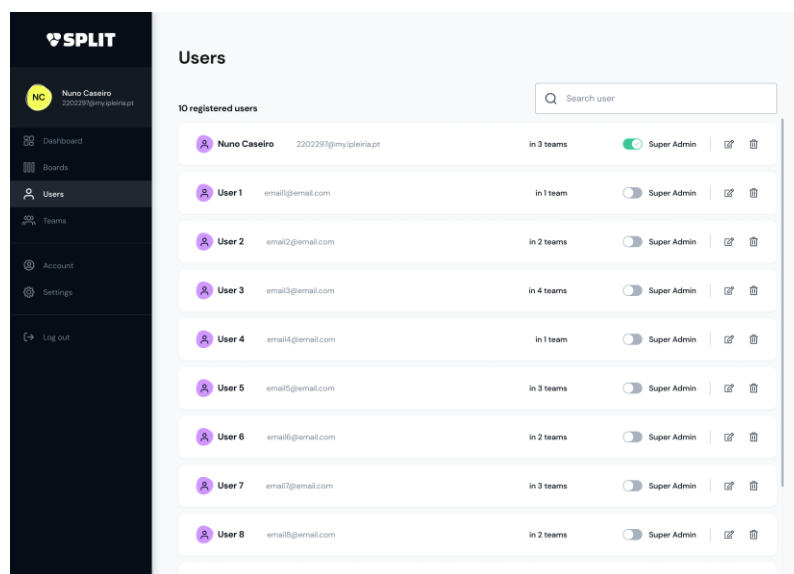 SPLIT
NC
Nuno Caseiro
2202297@my.ipleiria.pt
Dashboard
Boards
Users
Teams
Account
Settings
Log out
Users
10 registered users
Search user
Nuno Caseiro 2202297@my.ipleiria.pt in 3 teams Super Admin
User 1 email1@email.com in 1 team Super Admin
User 2 email2@email.com in 2 teams Super Admin
User 3 email3@email.com in 4 teams Super Admin
User 4 email4@email.com in 1 team Super Admin
User 5 email5@email.com in 3 teams Super Admin
User 6 email6@email.com in 2 teams Super Admin
User 7 email7@email.com in 3 teams Super Admin
User 8 email8@email.com in 2 teams Super Admin